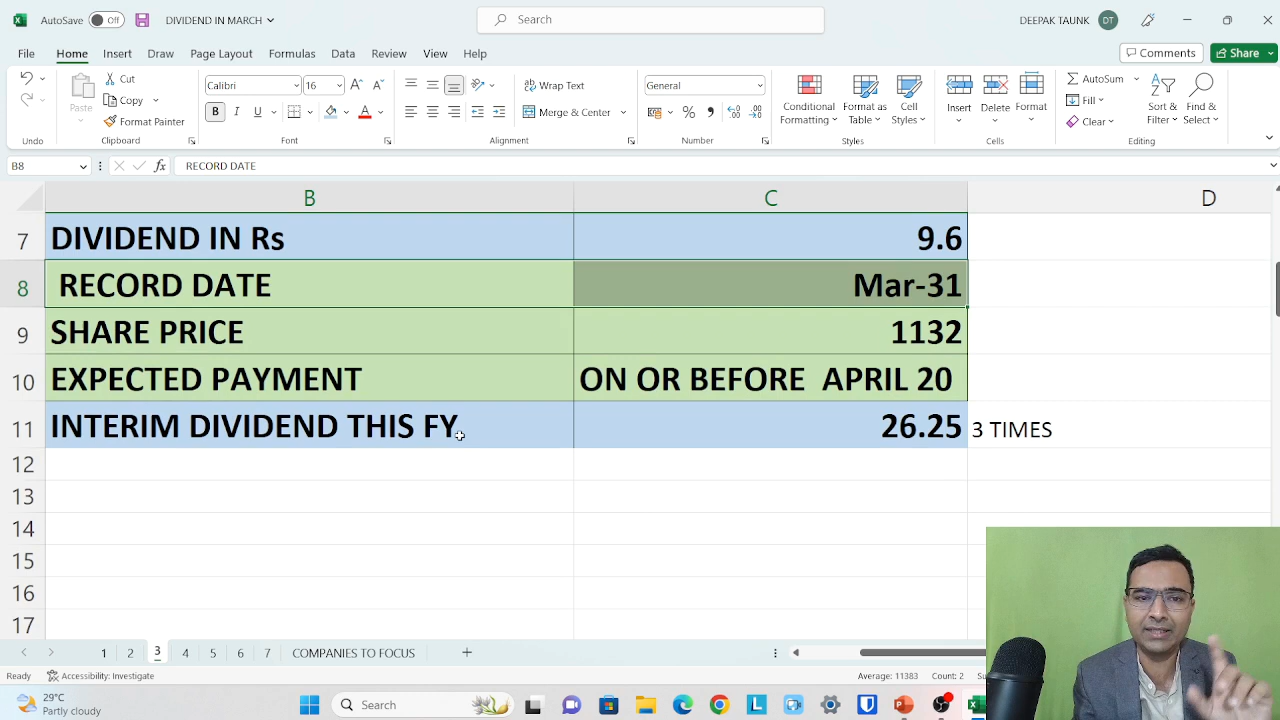 AutoSave Off DIVIDEND IN MARCH Search DEEPAK TAUNK DT
File Home Insert Draw Page Layout Formulas Data Review View Help Comments Share
Paste Cut Copy Format Painter
Calibri 16 B I U A A A
ab Wrap Text Merge & Center
General %
Conditional Formatting Format as Table Cell Styles
Insert Delete Format
AutoSum Fill Clear Sort & Filter Find & Select
Undo Clipboard Font Alignment Number Styles Cells Editing
B8 fx RECORD DATE
B C D
7 DIVIDEND IN Rs 9.6
8 RECORD DATE Mar-31
9 SHARE PRICE 1132
10 EXPECTED PAYMENT ON OR BEFORE APRIL 20
11 INTERIM DIVIDEND THIS FY 26.25 3 TIMES
12
13
14
15
16
17
1 2 3 4 5 6 7 COMPANIES TO FOCUS +
Ready Accessibility: Investigate Average: 11383 Count: 2
29°C
Partly cloudy
Search
L